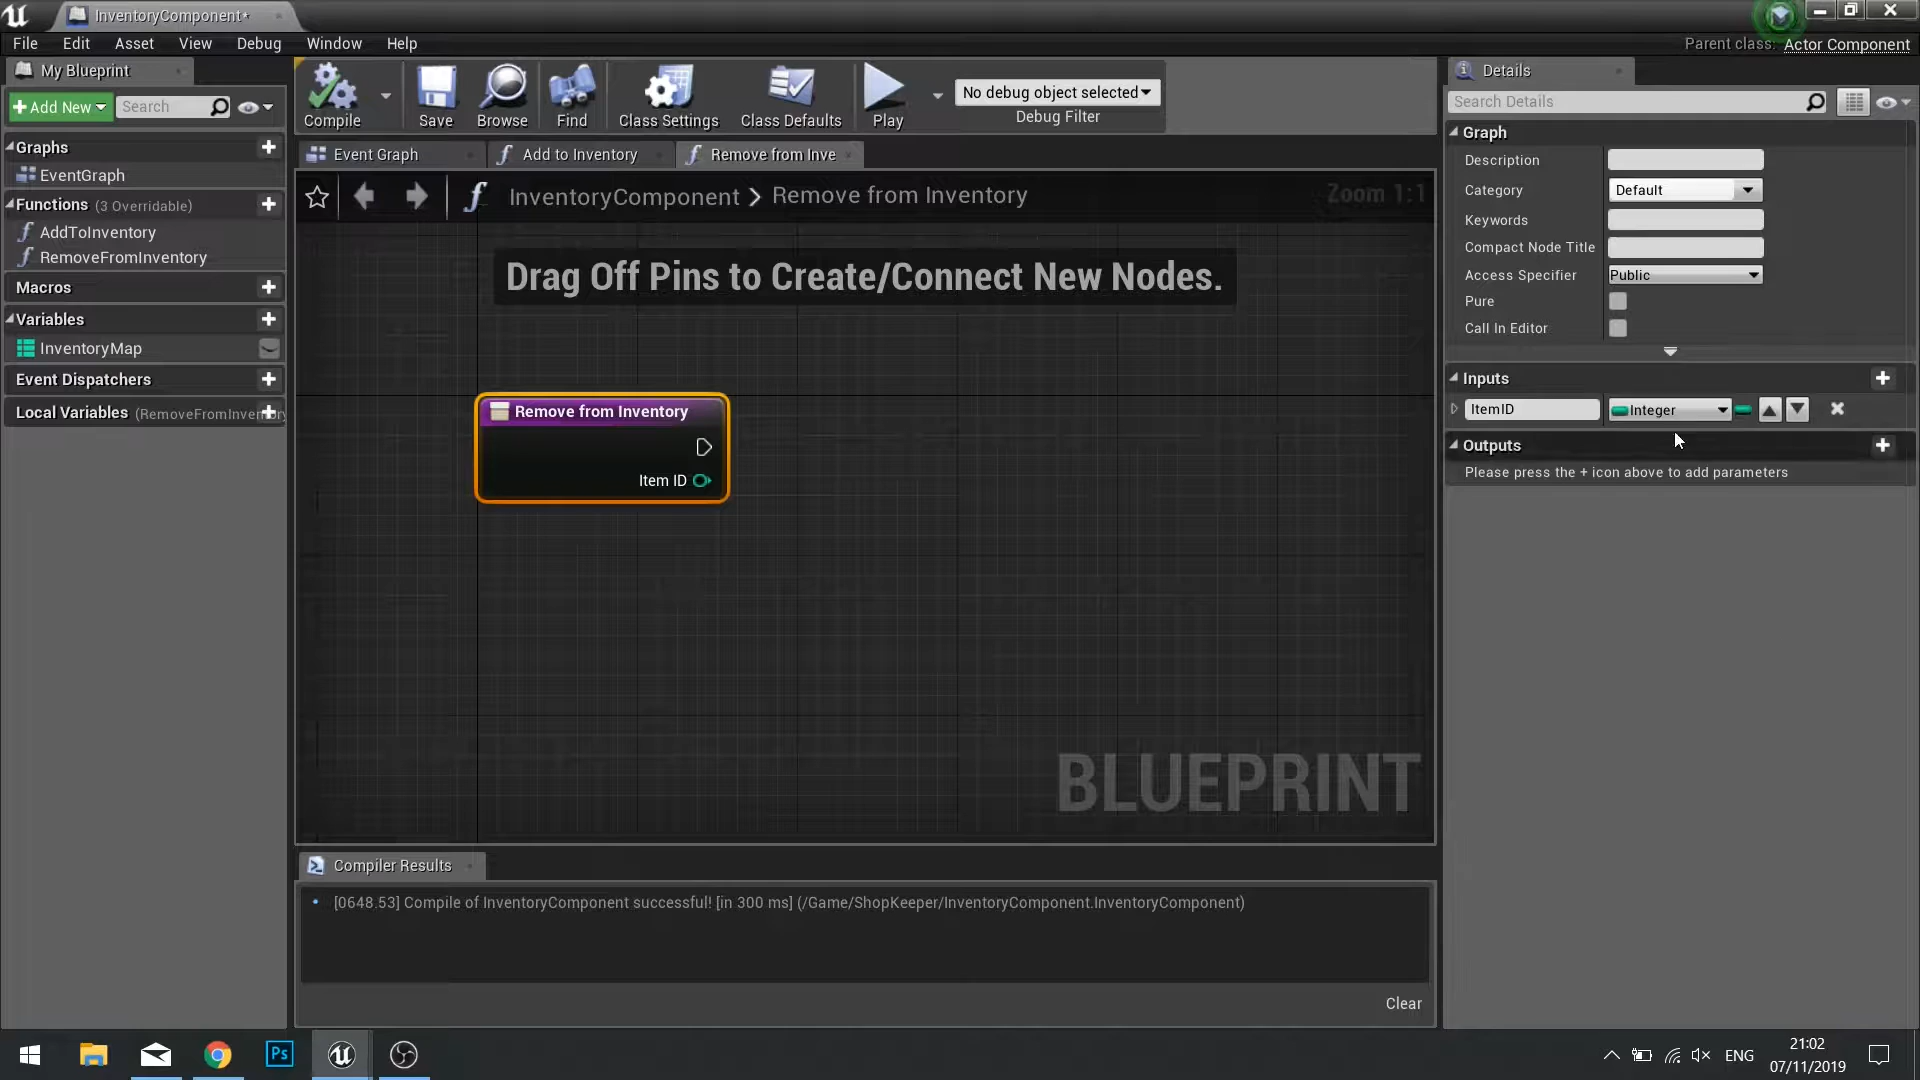 InventoryComponent*
File Edit Asset View Debug Window Help
Parent class: Actor Component
My Blueprint
Add New Search
Graphs
EventGraph
Functions (3 Overridable)
AddToInventory
RemoveFromInventory
Macros
Variables
InventoryMap
Event Dispatchers
Local Variables (RemoveFromInventory
Compile Save Browse Find Class Settings Class Defaults Play
No debug object selected
Debug Filter
Event Graph Add to Inventory Remove from Inve
InventoryComponent > Remove from Inventory
Zoom 1:1
Drag Off Pins to Create/Connect New Nodes.
Remove from Inventory
Item ID
BLUEPRINT
Compiler Results
[0648.53] Compile of InventoryComponent successful! [in 300 ms] (/Game/ShopKeeper/InventoryComponent.InventoryComponent)
Clear
Details
Search Details
Graph
Description
Category Default
Keywords
Compact Node Title
Access Specifier Public
Pure
Call In Editor
Inputs
ItemID Integer
Outputs
Please press the + icon above to add parameters
Ps
ENG
21:02
07/11/2019